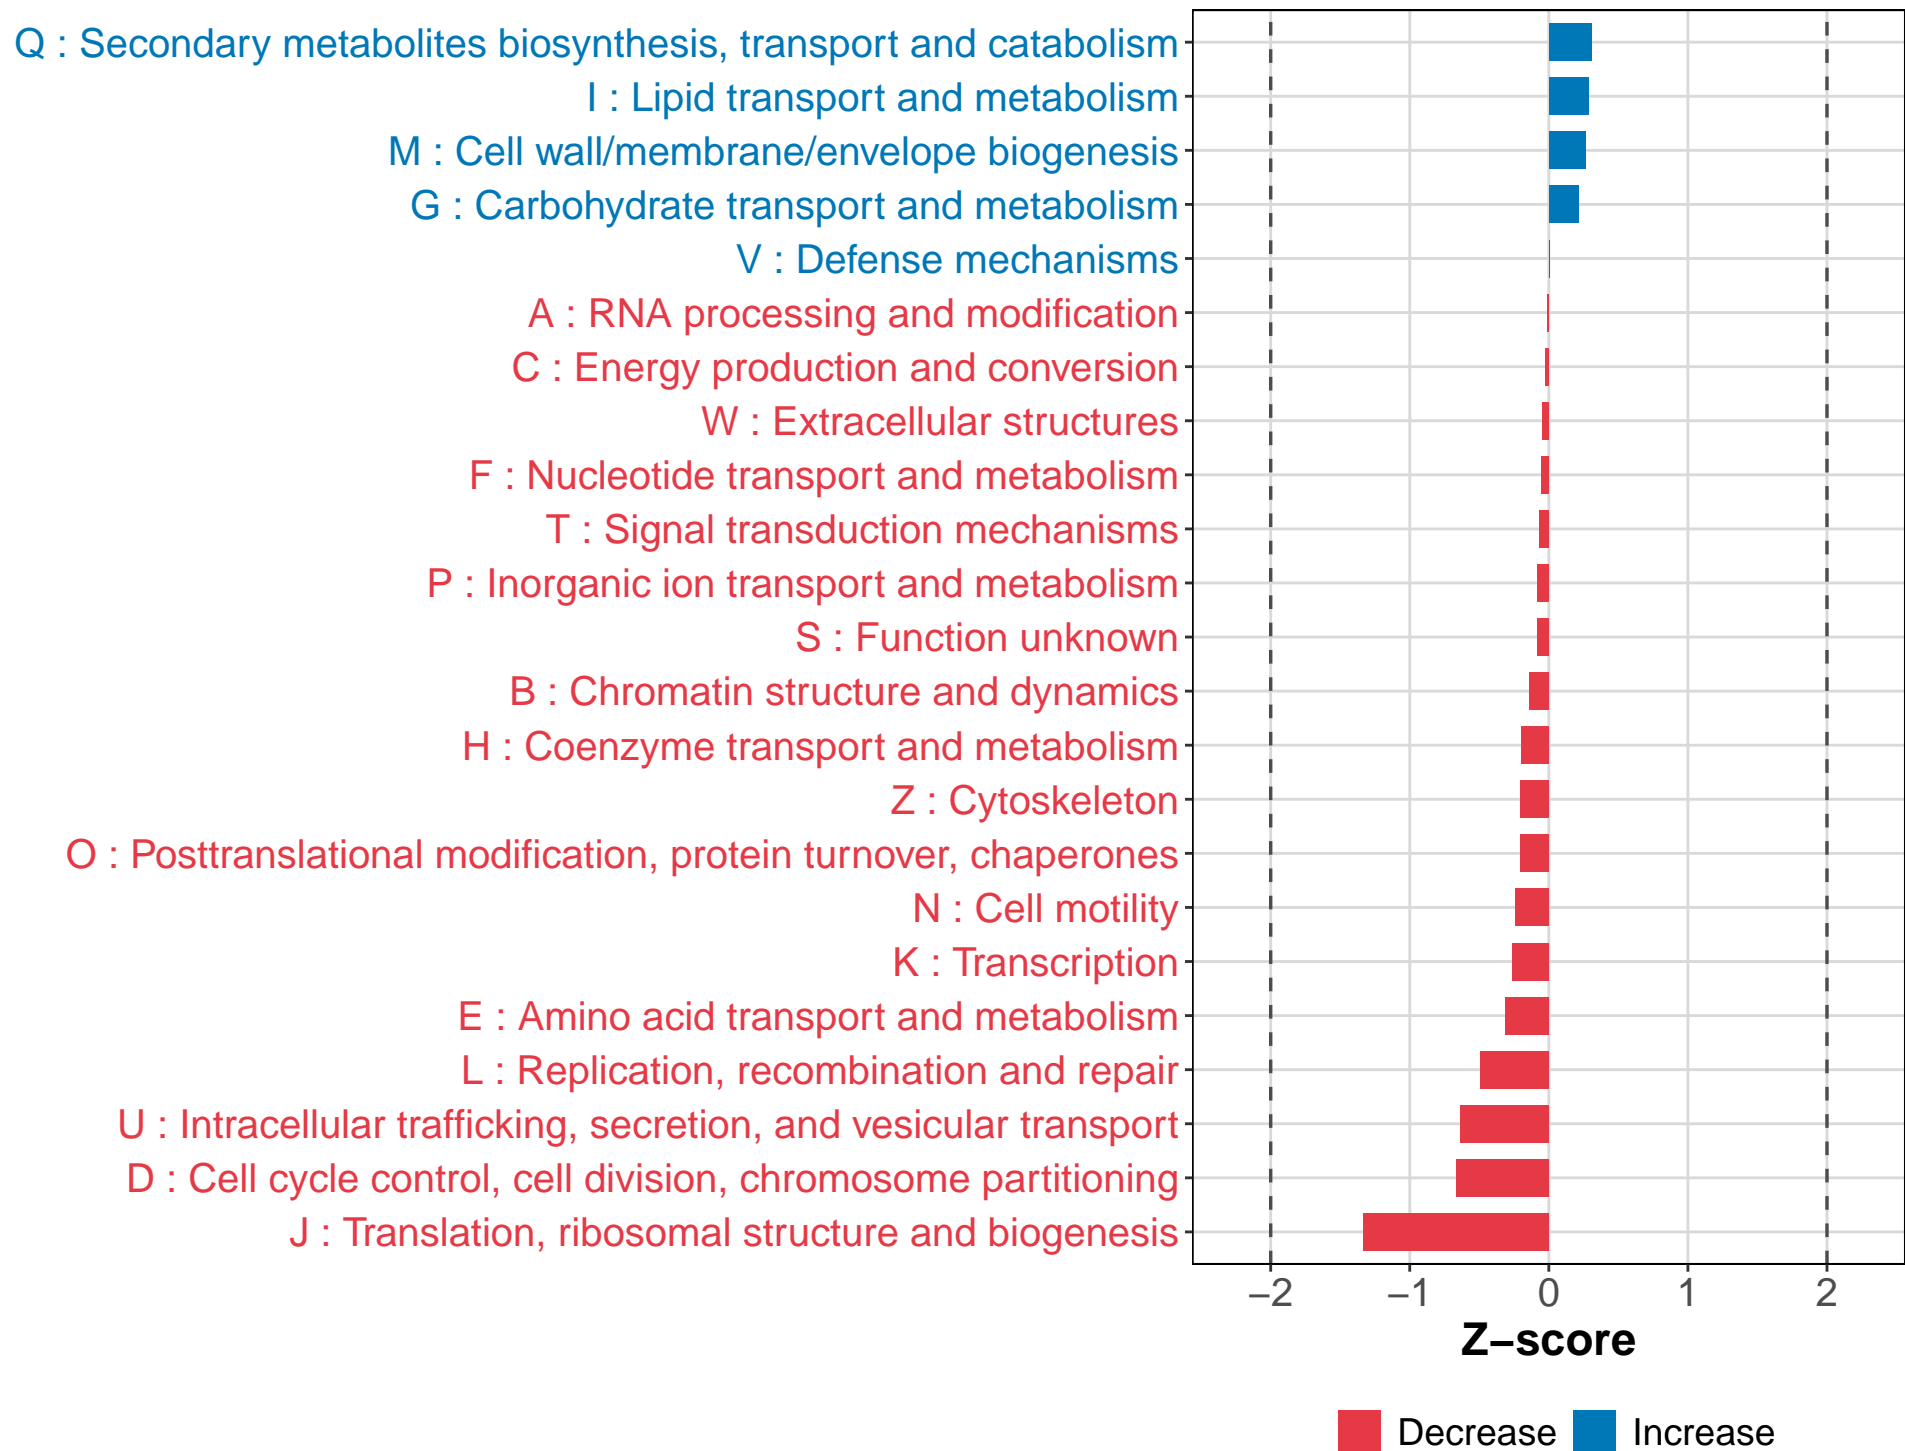 Q : Secondary metabolites biosynthesis, transport and catabolism
I : Lipid transport and metabolism
M : Cell wall/membrane/envelope biogenesis
G : Carbohydrate transport and metabolism
V : Defense mechanisms
A : RNA processing and modification
C : Energy production and conversion
W : Extracellular structures
F : Nucleotide transport and metabolism
T : Signal transduction mechanisms
P : Inorganic ion transport and metabolism
S : Function unknown
B : Chromatin structure and dynamics
H : Coenzyme transport and metabolism
Z : Cytoskeleton
O : Posttranslational modification, protein turnover, chaperones
N : Cell motility
K : Transcription
E : Amino acid transport and metabolism
L : Replication, recombination and repair
U : Intracellular trafficking, secretion, and vesicular transport
D : Cell cycle control, cell division, chromosome partitioning
J : Translation, ribosomal structure and biogenesis
−2 −1 0 1 2
Z−score
Decrease Increase